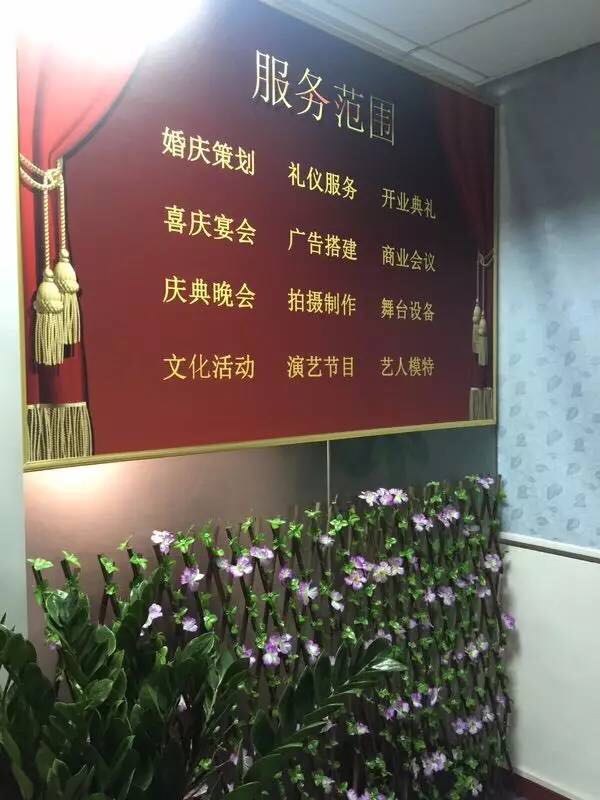 服务范围
婚庆策划 礼仪服务 开业典礼
喜庆宴会 广告搭建 商业会议
庆典晚会 拍摄制作 舞台设备
文化活动 演艺节目 艺人模特